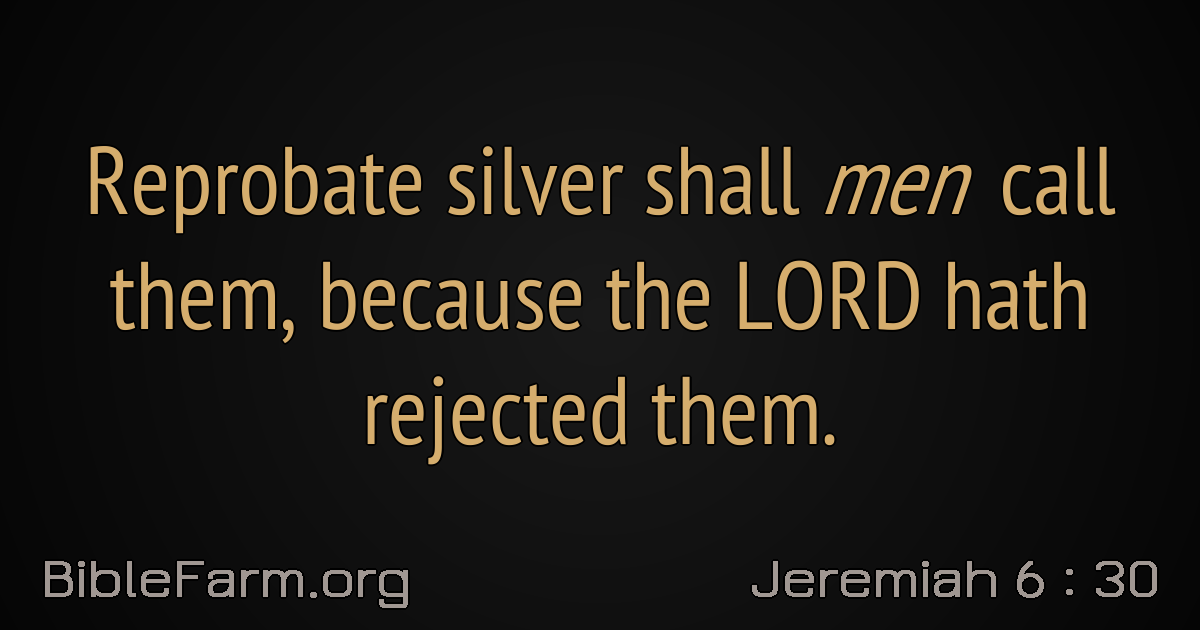 Reprobate silver shall men call
them, because the LORD hath
rejected them.
BibleFarm.org
Jeremiah 6 : 30